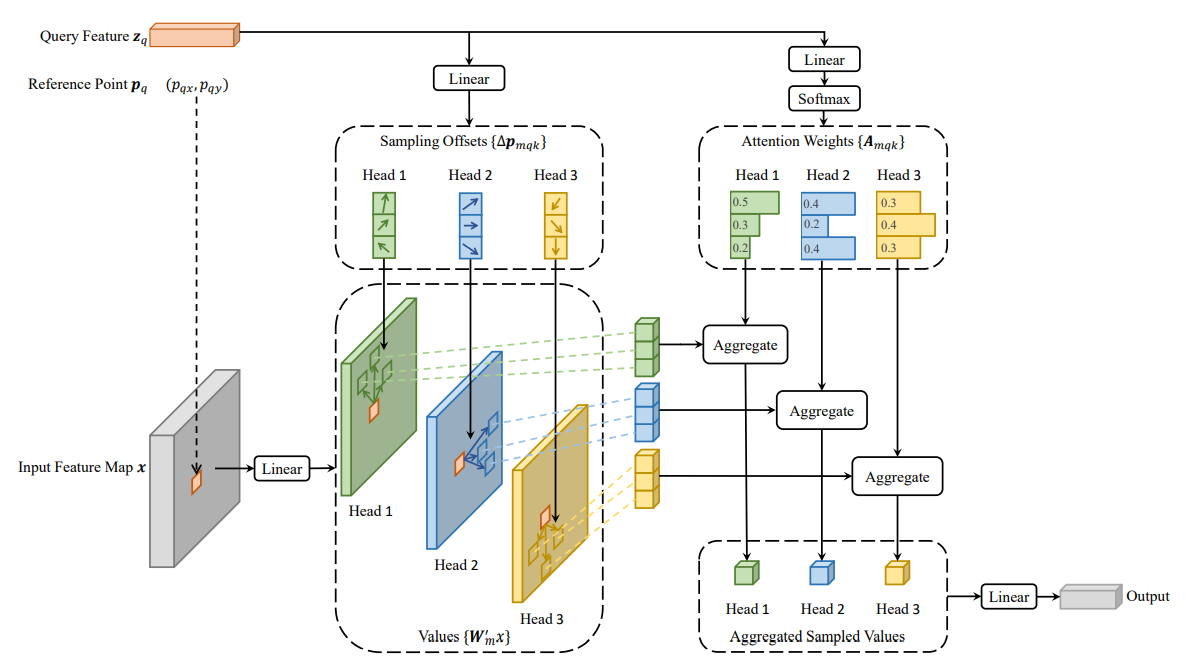 Query Feature z_q
Reference Point p_q (p_qx, p_qy)
Linear
Linear
Softmax
Sampling Offsets {Δp_mqk}
Head 1 Head 2 Head 3
Attention Weights {A_mqk}
Head 1 Head 2 Head 3
0.5 0.4 0.3
0.3 0.2 0.4
0.2 0.4 0.3
Input Feature Map x
Linear
Head 1
Head 2
Head 3
Values {W'_m x}
Aggregate
Aggregate
Aggregate
Head 1 Head 2 Head 3
Aggregated Sampled Values
Linear
Output